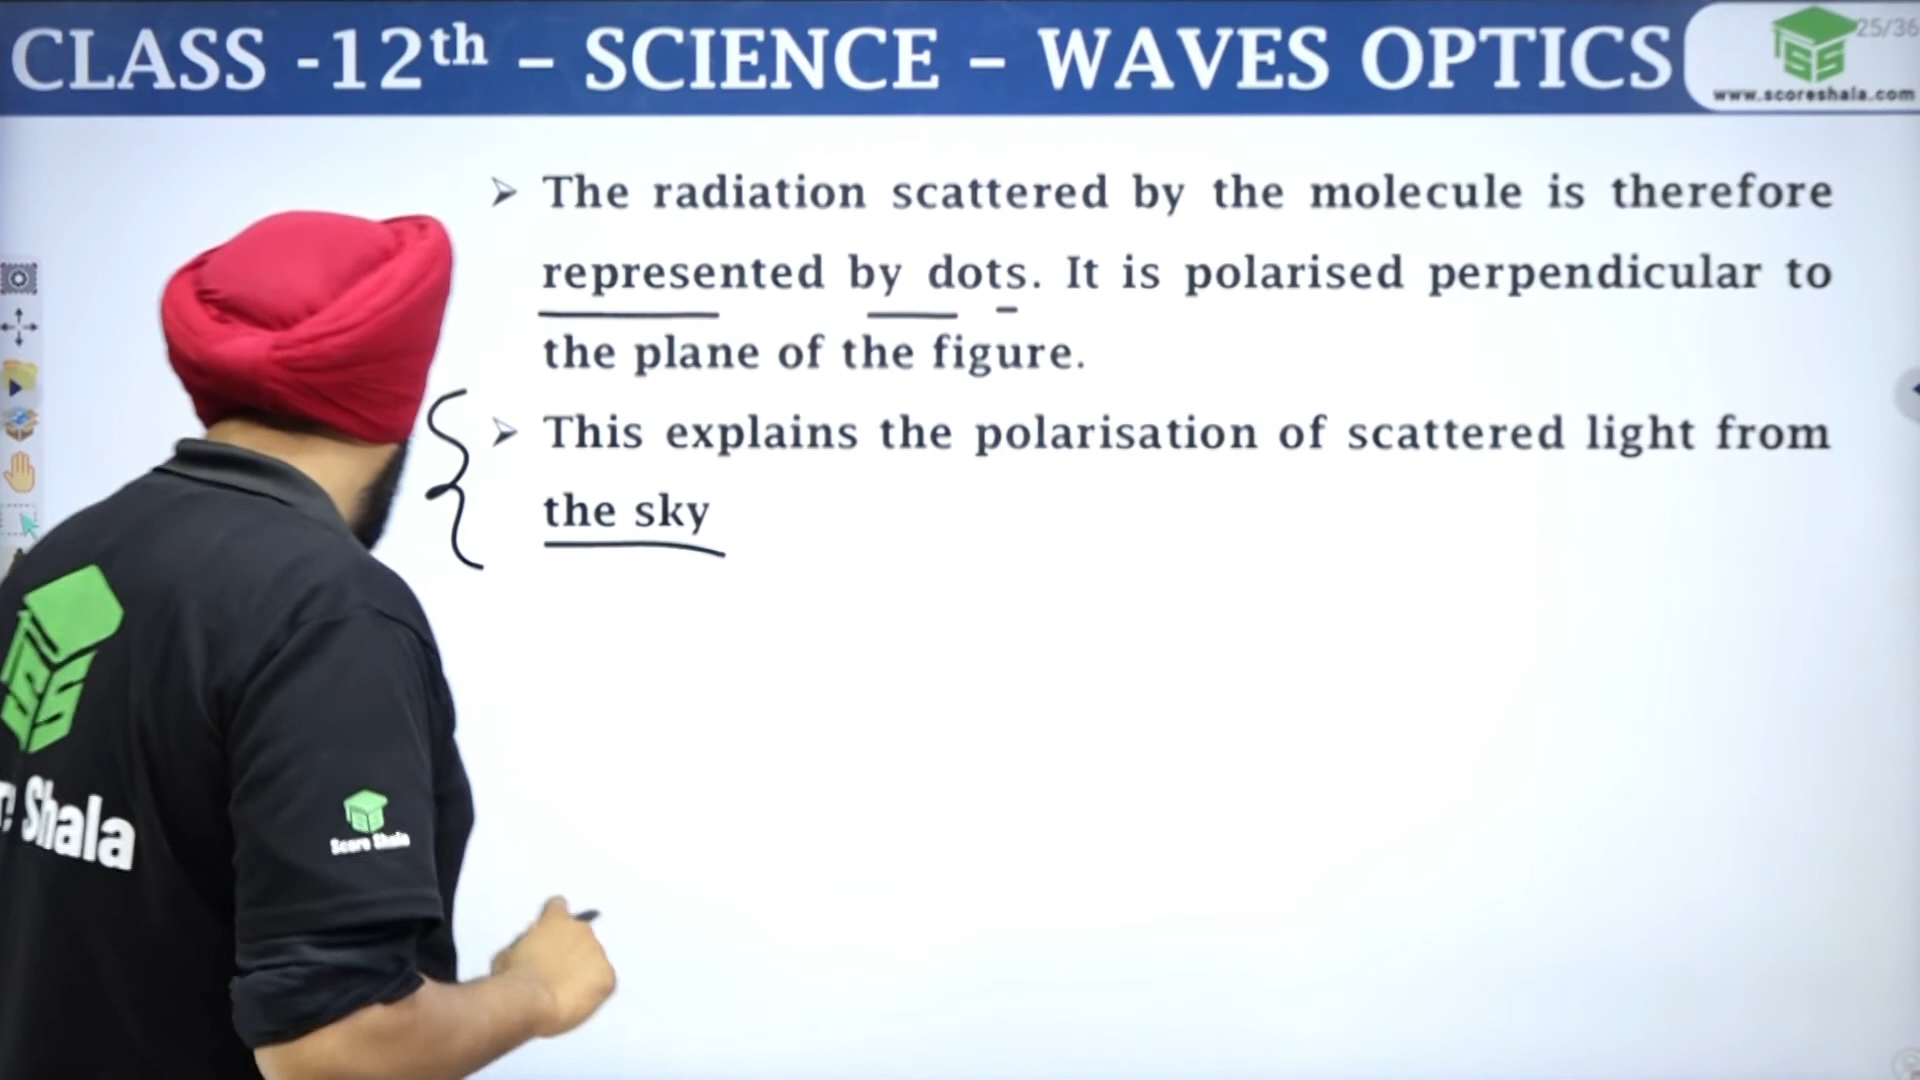 CLASS -12th – SCIENCE – WAVES OPTICS
25/36
www.scoreshala.com
➢ The radiation scattered by the molecule is therefore
represented by dots. It is polarised perpendicular to
the plane of the figure.
➢ This explains the polarisation of scattered light from
the sky
Shala
Score Shala